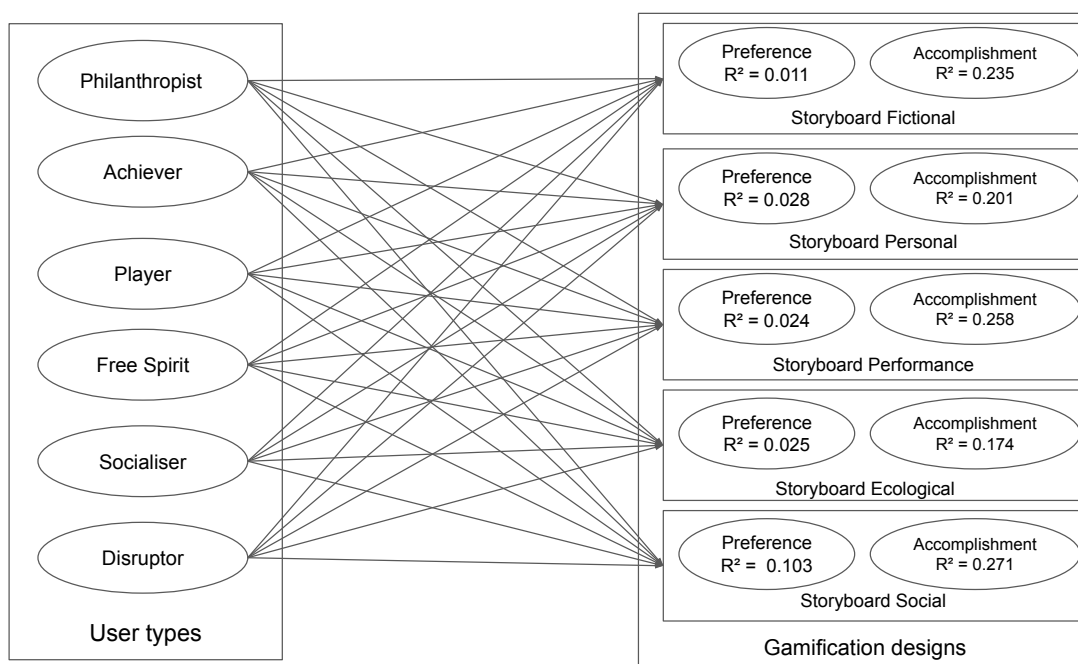 Philanthropist
Achiever
Player
Free Spirit
Socialiser
Disruptor
User types
Preference
R² = 0.011
Accomplishment
R² = 0.235
Storyboard Fictional
Preference
R² = 0.028
Accomplishment
R² = 0.201
Storyboard Personal
Preference
R² = 0.024
Accomplishment
R² = 0.258
Storyboard Performance
Preference
R² = 0.025
Accomplishment
R² = 0.174
Storyboard Ecological
Preference
R² =  0.103
Accomplishment
R² = 0.271
Storyboard Social
Gamification designs